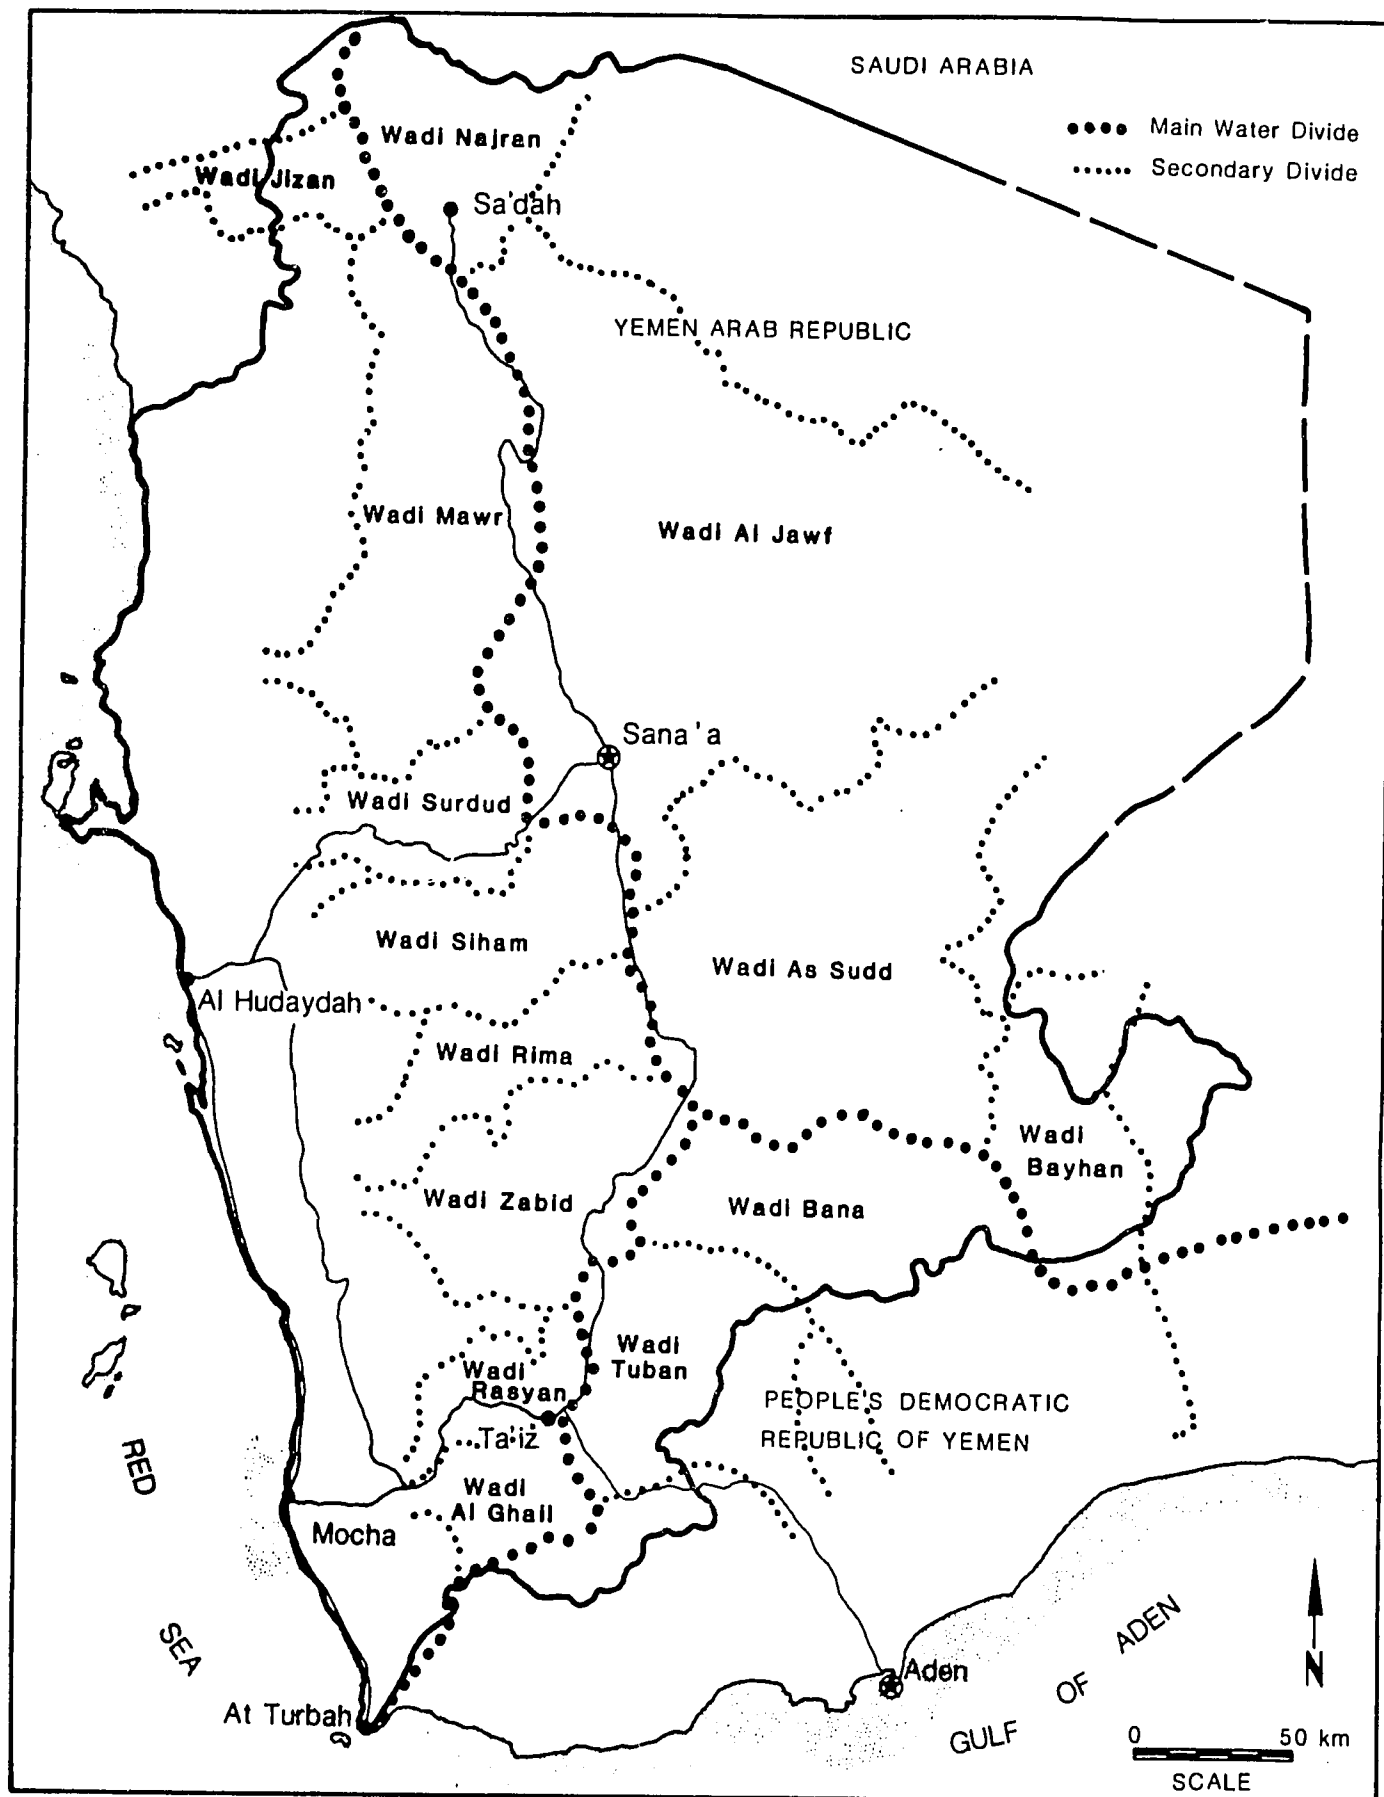 SAUDI ARABIA
Main Water Divide
Secondary Divide
Wadi Najran
Wadi Jizan
Sa'dah
YEMEN ARAB REPUBLIC
Wadi Mawr
Wadi Al Jawf
Sana'a
Wadi Surdud
Wadi Siham
Wadi As Sudd
Al Hudaydah
Wadi Rima
Wadi
Bayhan
Wadi Zabid
Wadi Bana
Wadi
Tuban
Wadi
Rasyan
PEOPLE'S DEMOCRATIC
REPUBLIC OF YEMEN
Ta'iz
Wadi
Al Ghail
Mocha
RED
SEA
At Turbah
Aden
GULF OF ADEN
N
0 50 km
SCALE